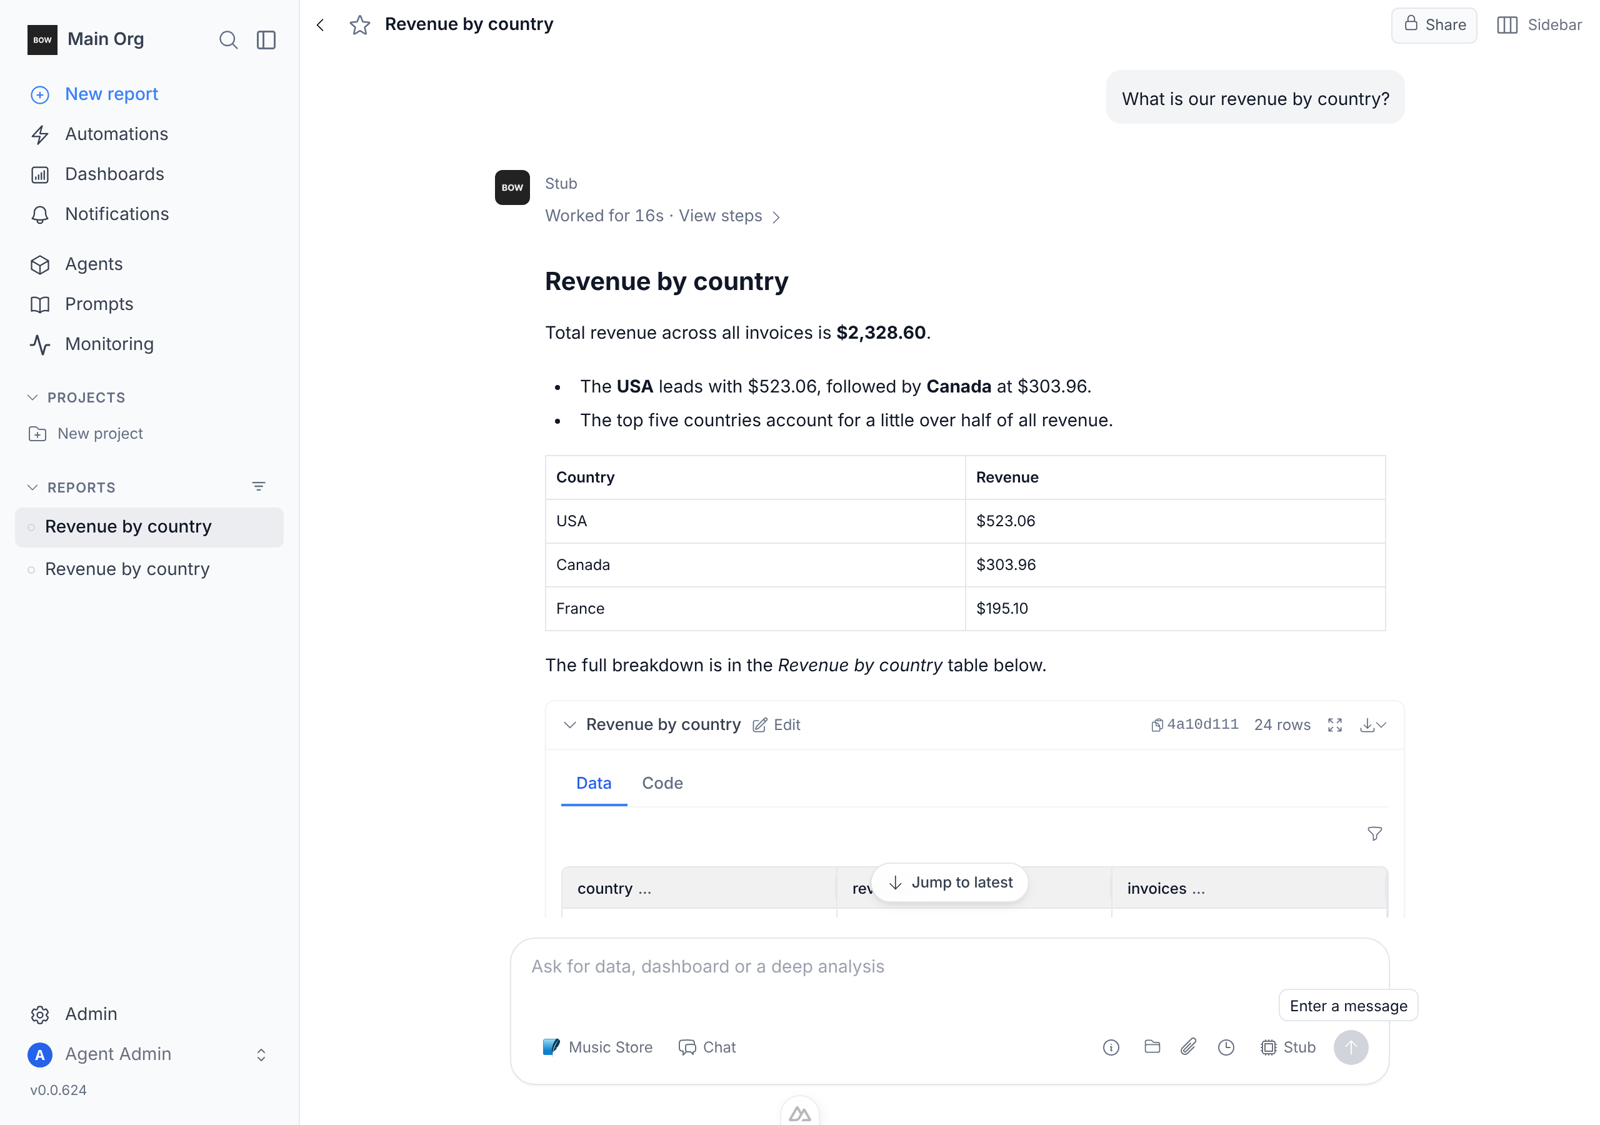 BOW Main Org
New report
Automations
Dashboards
Notifications
Agents
Prompts
Monitoring
PROJECTS
New project
REPORTS
Revenue by country
Revenue by country
Admin
A Agent Admin
v0.0.624
Revenue by country
Share
Sidebar
What is our revenue by country?
BOW
Stub
Worked for 16s · View steps
Revenue by country
Total revenue across all invoices is $2,328.60.
• The USA leads with $523.06, followed by Canada at $303.96.
• The top five countries account for a little over half of all revenue.
Country Revenue
USA $523.06
Canada $303.96
France $195.10
The full breakdown is in the Revenue by country table below.
Revenue by country Edit 4a10d111 24 rows
Data Code
country ... invoices ...
Jump to latest
Ask for data, dashboard or a deep analysis
Enter a message
Music Store Chat Stub